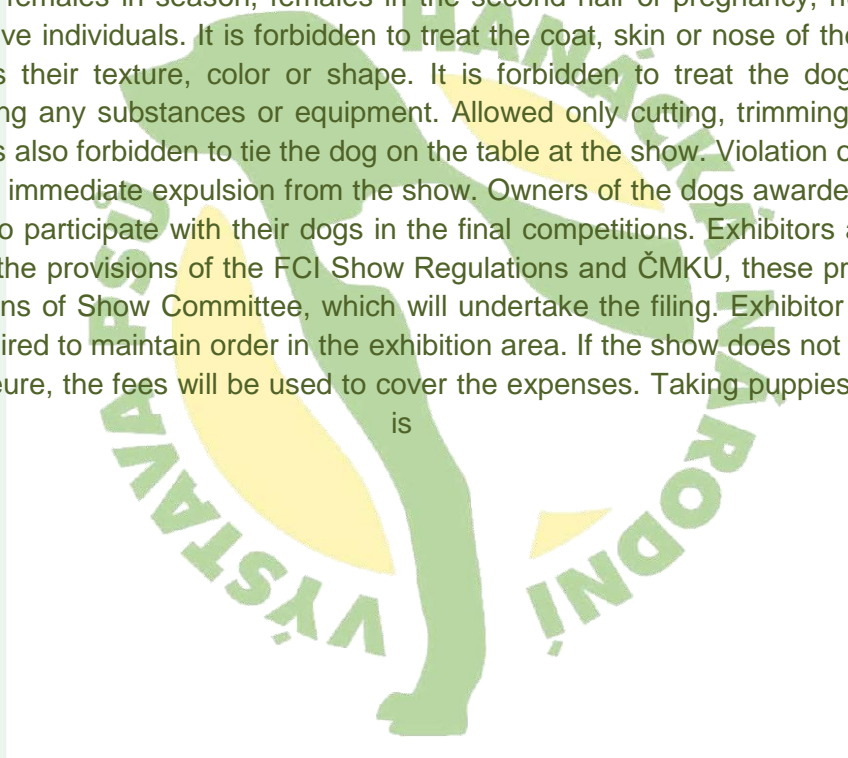 females in season, females in the second half of pregnancy,
ve individuals. It is forbidden to treat the coat, skin or nose of the
s their texture, color or shape. It is forbidden to treat the dog
ng any substances or equipment. Allowed only cutting, trimming
s also forbidden to tie the dog on the table at the show. Violation o
immediate expulsion from the show. Owners of the dogs awarde
o participate with their dogs in the final competitions. Exhibitors a
the provisions of the FCI Show Regulations and ČMKU, these pr
ns of Show Committee, which will undertake the filing. Exhibitor
ired to maintain order in the exhibition area. If the show does not
eure, the fees will be used to cover the expenses. Taking puppies
is
HANÁCKÁ NÁRODNÍ
VÝSTAVA PSŮ